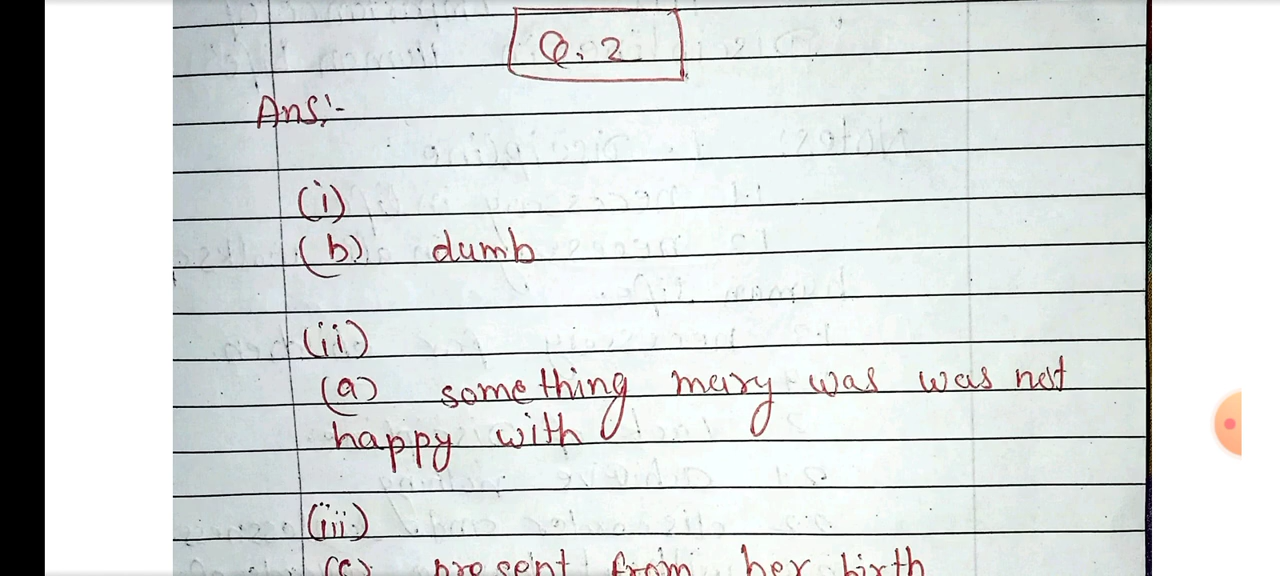 Q. 2
Ans:-
(i)
(b) dumb
(ii)
(a) something mary was was not
happy with
(iii)
(c) present from her birth